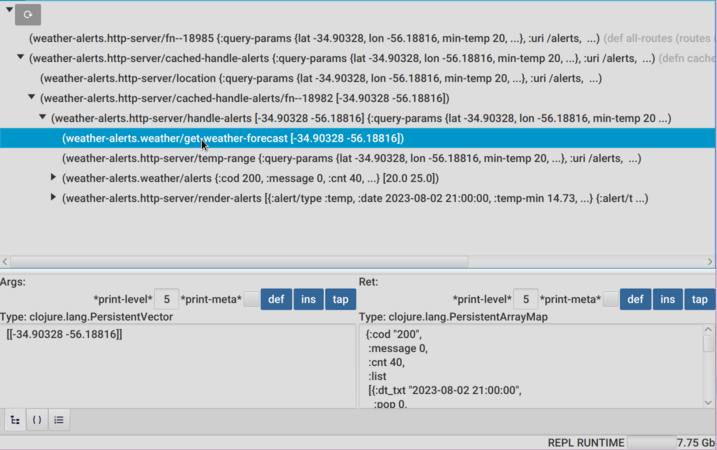 (weather-alerts.http-server/fn--18985 {:query-params {lat -34.90328, lon -56.18816, min-temp 20, ...}, :uri /alerts, ...} (def all-routes (routes
(weather-alerts.http-server/cached-handle-alerts {:query-params {lat -34.90328, lon -56.18816, min-temp 20, ...}, :uri /alerts, ...} (defn cache
(weather-alerts.http-server/location {:query-params {lat -34.90328, lon -56.18816, min-temp 20, ...}, :uri /alerts, ...})
(weather-alerts.http-server/cached-handle-alerts/fn--18982 [-34.90328 -56.18816])
(weather-alerts.http-server/handle-alerts [-34.90328 -56.18816] {:query-params {lat -34.90328, lon -56.18816, min-temp 20 ...)
(weather-alerts.weather/get-weather-forecast [-34.90328 -56.18816])
(weather-alerts.http-server/temp-range {:query-params {lat -34.90328, lon -56.18816, min-temp 20, ...}, :uri /alerts, ...})
(weather-alerts.weather/alerts {:cod 200, :message 0, :cnt 40, ...} [20.0 25.0])
(weather-alerts.http-server/render-alerts [{:alert/type :temp, :date 2023-08-02 21:00:00, :temp-min 14.73, ...} {:alert/t ...)
Args:
*print-level* 5 *print-meta* def ins tap
Type: clojure.lang.PersistentVector
[[-34.90328 -56.18816]]
Ret:
*print-level* 5 *print-meta* def ins tap
Type: clojure.lang.PersistentArrayMap
{:cod "200",
:message 0,
:cnt 40,
:list
[{:dt_txt "2023-08-02 21:00:00",
:pop 0,
( )
REPL RUNTIME 7.75 Gb